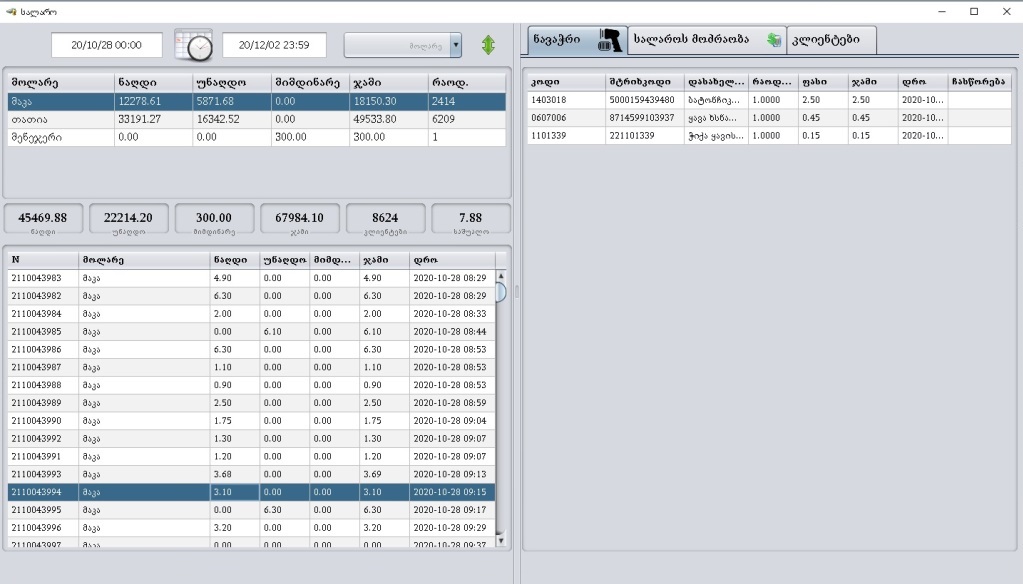 სალარო
20/10/28 00:00 20/12/02 23:59 მოლარე
მოლარე ნაღდი უნაღდო მიმდინარე ჯამი რაოდ.
მაკა 12278.61 5871.68 0.00 18150.30 2414
თათია 33191.27 16342.52 0.00 49533.80 6209
მენეჯერი 0.00 0.00 300.00 300.00 1
45469.88 22214.20 300.00 67984.10 8624 7.88
ნაღდი უნაღდო მიმდინარე ჯამი კლიენტები საშუალო
N მოლარე ნაღდი უნაღდო მიმდ... ჯამი დრო
2110043983 მაკა 4.90 0.00 0.00 4.90 2020-10-28 08:29
2110043982 მაკა 6.30 0.00 0.00 6.30 2020-10-28 08:29
2110043984 მაკა 2.00 0.00 0.00 2.00 2020-10-28 08:33
2110043985 მაკა 0.00 6.10 0.00 6.10 2020-10-28 08:44
2110043986 მაკა 6.30 0.00 0.00 6.30 2020-10-28 08:53
2110043987 მაკა 1.10 0.00 0.00 1.10 2020-10-28 08:53
2110043988 მაკა 0.90 0.00 0.00 0.90 2020-10-28 08:53
2110043989 მაკა 2.50 0.00 0.00 2.50 2020-10-28 08:59
2110043990 მაკა 1.75 0.00 0.00 1.75 2020-10-28 09:04
2110043992 მაკა 1.30 0.00 0.00 1.30 2020-10-28 09:07
2110043991 მაკა 1.20 0.00 0.00 1.20 2020-10-28 09:07
2110043993 მაკა 3.68 0.00 0.00 3.69 2020-10-28 09:13
2110043994 მაკა 3.10 0.00 0.00 3.10 2020-10-28 09:15
2110043995 მაკა 0.00 6.30 0.00 6.30 2020-10-28 09:17
2110043996 მაკა 3.20 0.00 0.00 3.20 2020-10-28 09:29
2110043997 მაკა 0.00 0.00 0.00 0.00 2020-10-28 09:37
ნავაჭრი სალაროს მოძრაობა კლიენტები
კოდი შტრიხკოდი დასახელ... რაოდ... ფასი ჯამი დრო ჩასწორება
1403018 5000159439480 ბატონჩიკ... 1.0000 2.50 2.50 2020-10...
0607006 8714599103937 ყავა ხსნა... 1.0000 0.45 0.45 2020-10...
1101339 221101339 ჭიქა ყავის... 1.0000 0.15 0.15 2020-10...